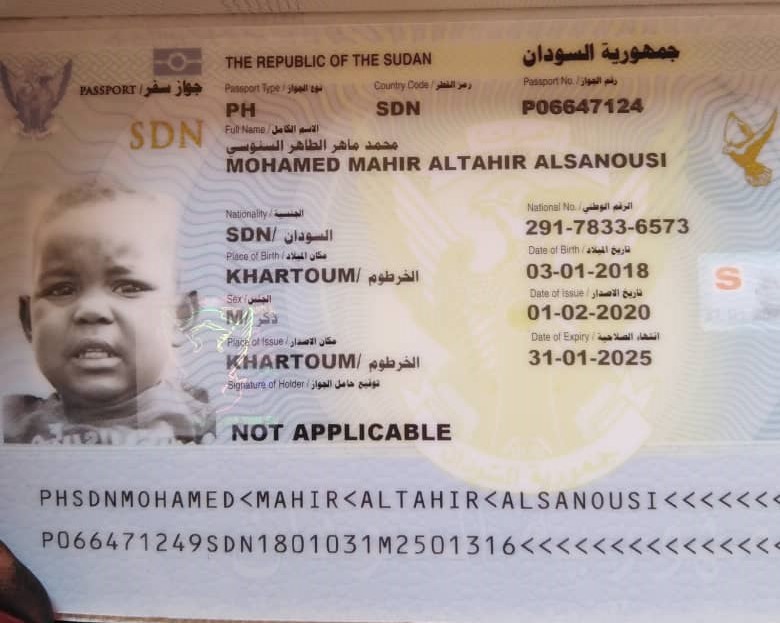 THE REPUBLIC OF THE SUDAN جمهورية السودان
PASSPORT / جواز سفر
Passport Type / نوع الجواز Country Code / رمز القطر Passport No. / رقم الجواز
PH SDN P06647124
SDN
Full Name / الاسم الكامل
محمد ماهر الطاهر السنوسي
MOHAMED MAHIR ALTAHIR ALSANOUSI
Nationality / الجنسية National No. / الرقم الوطني
SDN/ السودان 291-7833-6573
Place of Birth / مكان الميلاد Date of Birth / تاريخ الميلاد
KHARTOUM/ الخرطوم 03-01-2018
Sex / الجنس Date of Issue / تاريخ الاصدار
M/ ذكر 01-02-2020
Place of Issue / مكان الاصدار Date of Expiry / انتهاء الصلاحية
KHARTOUM/ الخرطوم 31-01-2025
Signature of Holder / توقيع حامل الجواز
NOT APPLICABLE
S
PHSDNMOHAMED<MAHIR<ALTAHIR<ALSANOUSI<<<<<<<
P066471249SDN1801031M2501316<<<<<<<<<<<<<<<